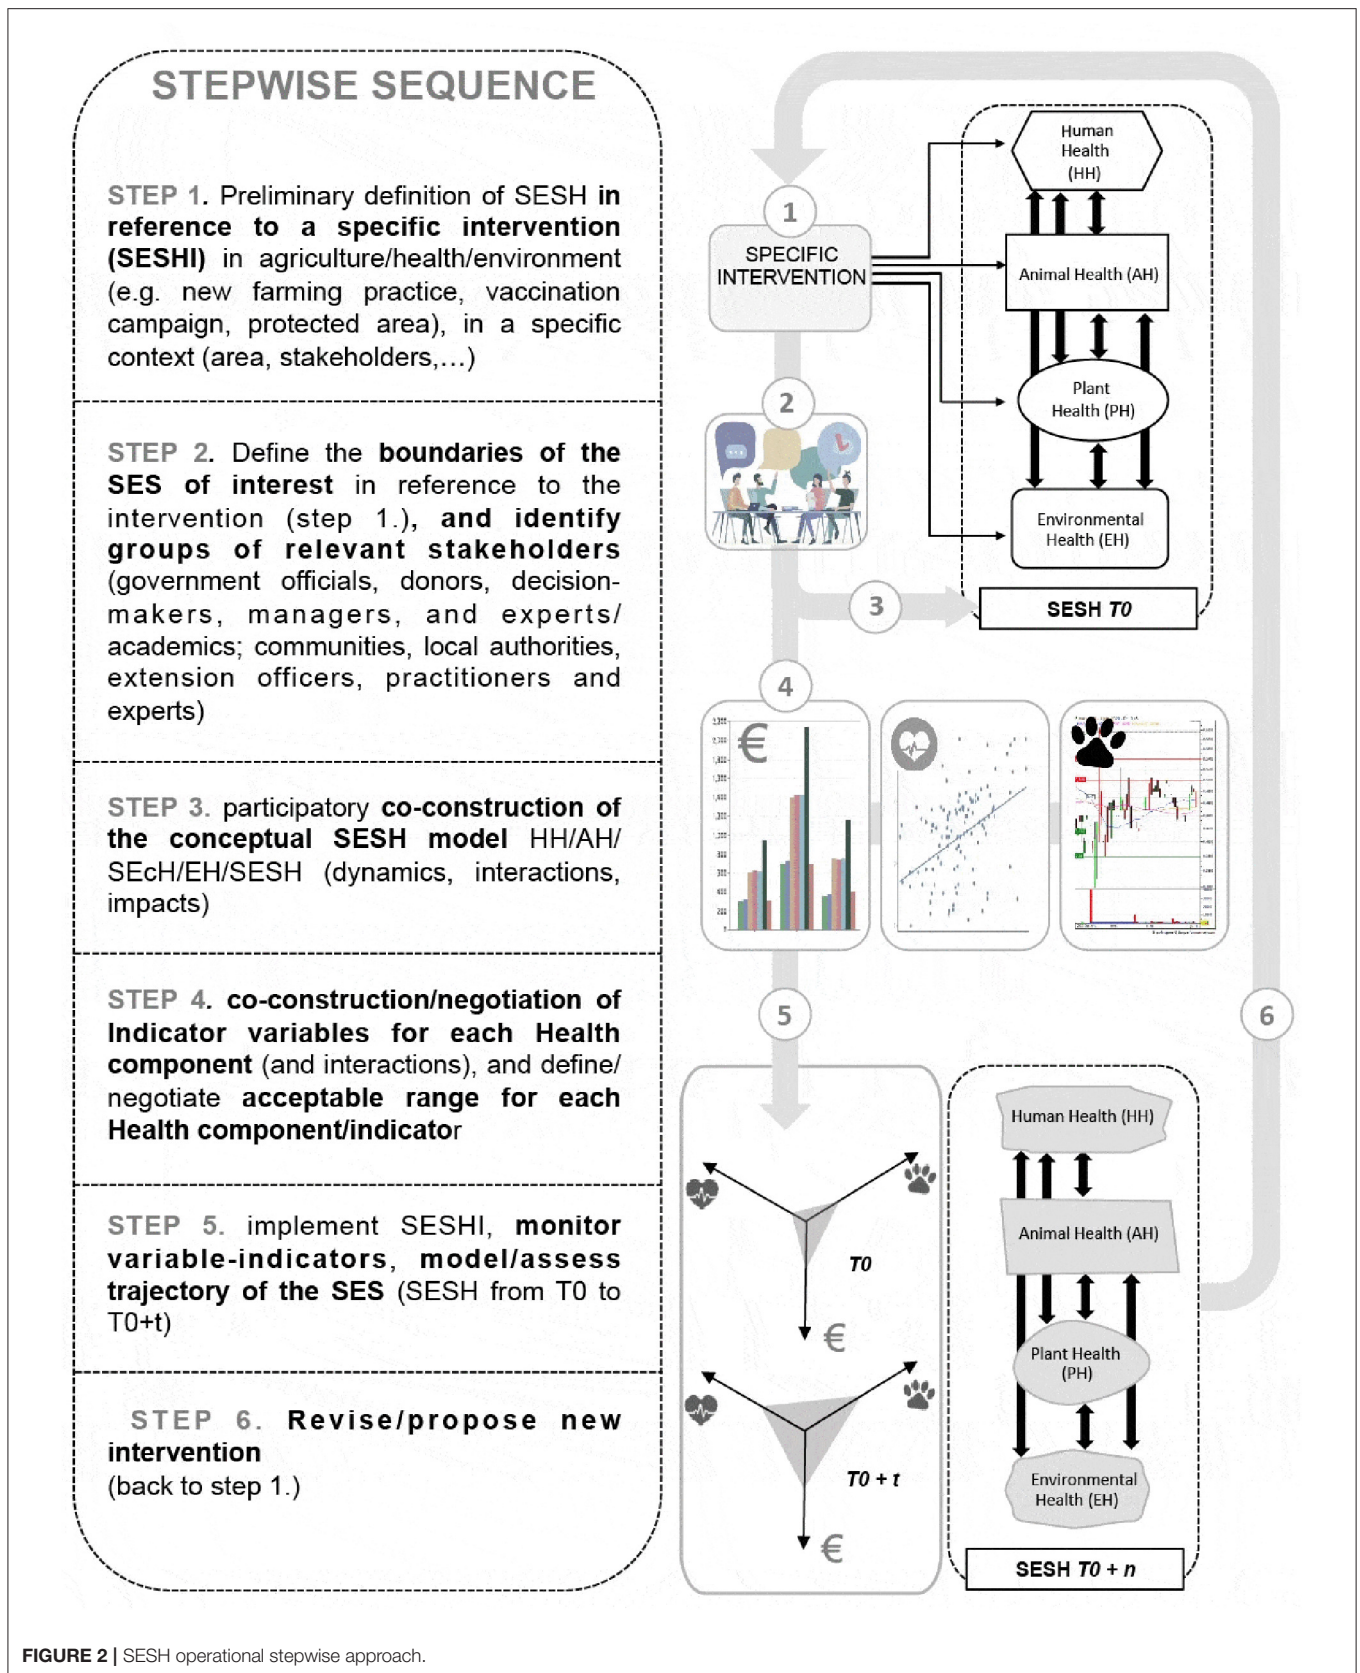 STEPWISE SEQUENCE
STEP 1. Preliminary definition of SESH in
reference to a specific intervention
(SESHI) in agriculture/health/environment
(e.g. new farming practice, vaccination
campaign, protected area), in a specific
context (area, stakeholders,...)
STEP 2. Define the boundaries of the
SES of interest in reference to the
intervention (step 1.), and identify
groups of relevant stakeholders
(government officials, donors, decision-
makers, managers, and experts/
academics; communities, local authorities,
extension officers, practitioners and
experts)
STEP 3. participatory co-construction of
the conceptual SESH model HH/AH/
SEcH/EH/SESH (dynamics, interactions,
impacts)
STEP 4. co-construction/negotiation of
Indicator variables for each Health
component (and interactions), and define/
negotiate acceptable range for each
Health component/indicator
STEP 5. implement SESHI, monitor
variable-indicators, model/assess
trajectory of the SES (SESH from T0 to
T0+t)
STEP 6. Revise/propose new
intervention
(back to step 1.)
1
SPECIFIC
INTERVENTION
Human
Health
(HH)
Animal Health (AH)
Plant
Health (PH)
Environmental
Health (EH)
SESH T0
2
3
4
€
5
6
T0
€
T0 + t
€
Human Health (HH)
Animal Health (AH)
Plant Health
(PH)
Environmental
Health (EH)
SESH T0 + n
FIGURE 2 | SESH operational stepwise approach.